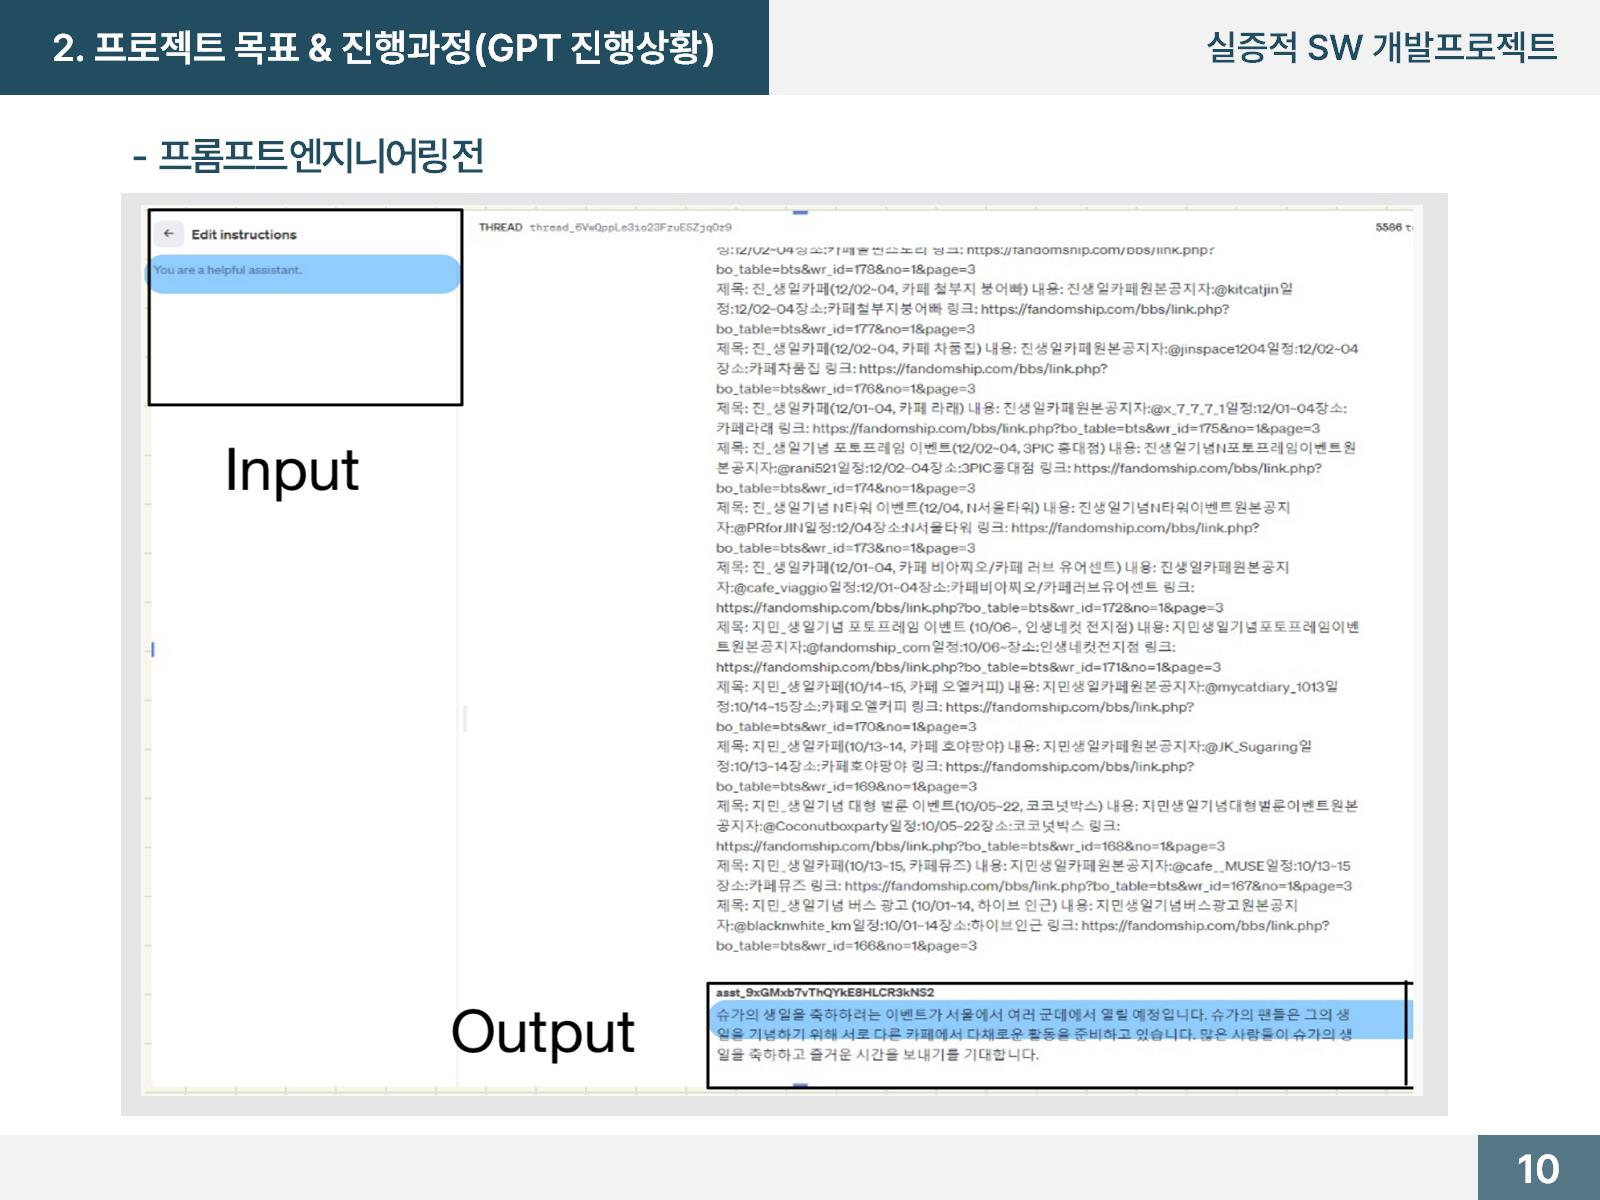 2. 프로젝트 목표 & 진행과정(GPT 진행상황)
실증적 SW 개발프로젝트
- 프롬프트엔지니어링전
Edit instructions
You are a helpful assistant.
Input
THREAD thread_6VwQppLe3io23FzuESZjqOz9
5586 t
정:12/02~04장소:카페홀썸스토리 링크: https://fandomship.com/bbs/link.php?
bo_table=bts&wr_id=178&no=1&page=3
제목: 진_생일카페(12/02~04, 카페 철부지 붕어빠) 내용: 진생일카페원본공지자:@kitcatjin일
정:12/02~04장소:카페철부지붕어빠 링크: https://fandomship.com/bbs/link.php?
bo_table=bts&wr_id=177&no=1&page=3
제목: 진_생일카페(12/02~04, 카페 차품집) 내용: 진생일카페원본공지자:@jinspace1204일정:12/02~04
장소:카페차품집 링크: https://fandomship.com/bbs/link.php?
bo_table=bts&wr_id=176&no=1&page=3
제목: 진_생일카페(12/01~04, 카페 라래) 내용: 진생일카페원본공지자:@x_7_7_7_1일정:12/01~04장소:
카페라래 링크: https://fandomship.com/bbs/link.php?bo_table=bts&wr_id=175&no=1&page=3
제목: 진_생일기념 포토프레임 이벤트(12/02~04, 3PIC 홍대점) 내용: 진생일기념N포토프레임이벤트원
본공지자:@rani521일정:12/02~04장소:3PIC홍대점 링크: https://fandomship.com/bbs/link.php?
bo_table=bts&wr_id=174&no=1&page=3
제목: 진_생일기념 N타워 이벤트(12/04, N서울타워) 내용: 진생일기념N타워이벤트원본공지
자:@PRforJIN일정:12/04장소:N서울타워 링크: https://fandomship.com/bbs/link.php?
bo_table=bts&wr_id=173&no=1&page=3
제목: 진_생일카페(12/01~04, 카페 비아찌오/카페 러브 유어센트) 내용: 진생일카페원본공지
자:@cafe_viaggio일정:12/01~04장소:카페비아찌오/카페러브유어센트 링크:
https://fandomship.com/bbs/link.php?bo_table=bts&wr_id=172&no=1&page=3
제목: 지민_생일기념 포토프레임 이벤트 (10/06~, 인생네컷 전지점) 내용: 지민생일기념포토프레임이벤
트원본공지자:@fandomship_com일정:10/06~장소:인생네컷전지점 링크:
https://fandomship.com/bbs/link.php?bo_table=bts&wr_id=171&no=1&page=3
제목: 지민_생일카페(10/14~15, 카페 오엘커피) 내용: 지민생일카페원본공지자:@mycatdiary_1013일
정:10/14~15장소:카페오엘커피 링크: https://fandomship.com/bbs/link.php?
bo_table=bts&wr_id=170&no=1&page=3
제목: 지민_생일카페(10/13~14, 카페 호야팡야) 내용: 지민생일카페원본공지자:@JK_Sugaring일
정:10/13~14장소:카페호야팡야 링크: https://fandomship.com/bbs/link.php?
bo_table=bts&wr_id=169&no=1&page=3
제목: 지민_생일기념 대형 벌룬 이벤트(10/05~22, 코코넛박스) 내용: 지민생일기념대형벌룬이벤트원본
공지자:@Coconutboxparty일정:10/05~22장소:코코넛박스 링크:
https://fandomship.com/bbs/link.php?bo_table=bts&wr_id=168&no=1&page=3
제목: 지민_생일카페(10/13~15, 카페뮤즈) 내용: 지민생일카페원본공지자:@cafe__MUSE일정:10/13~15
장소:카페뮤즈 링크: https://fandomship.com/bbs/link.php?bo_table=bts&wr_id=167&no=1&page=3
제목: 지민_생일기념 버스 광고 (10/01~14, 하이브 인근) 내용: 지민생일기념버스광고원본공지
자:@blacknwhite_km일정:10/01~14장소:하이브인근 링크: https://fandomship.com/bbs/link.php?
bo_table=bts&wr_id=166&no=1&page=3
Output
asst_9xGMxb7vThQYkE8HLCR3kNS2
슈가의 생일을 축하하려는 이벤트가 서울에서 여러 군데에서 열릴 예정입니다. 슈가의 팬들은 그의 생
일을 기념하기 위해 서로 다른 카페에서 다채로운 활동을 준비하고 있습니다. 많은 사람들이 슈가의 생
일을 축하하고 즐거운 시간을 보내기를 기대합니다.
10